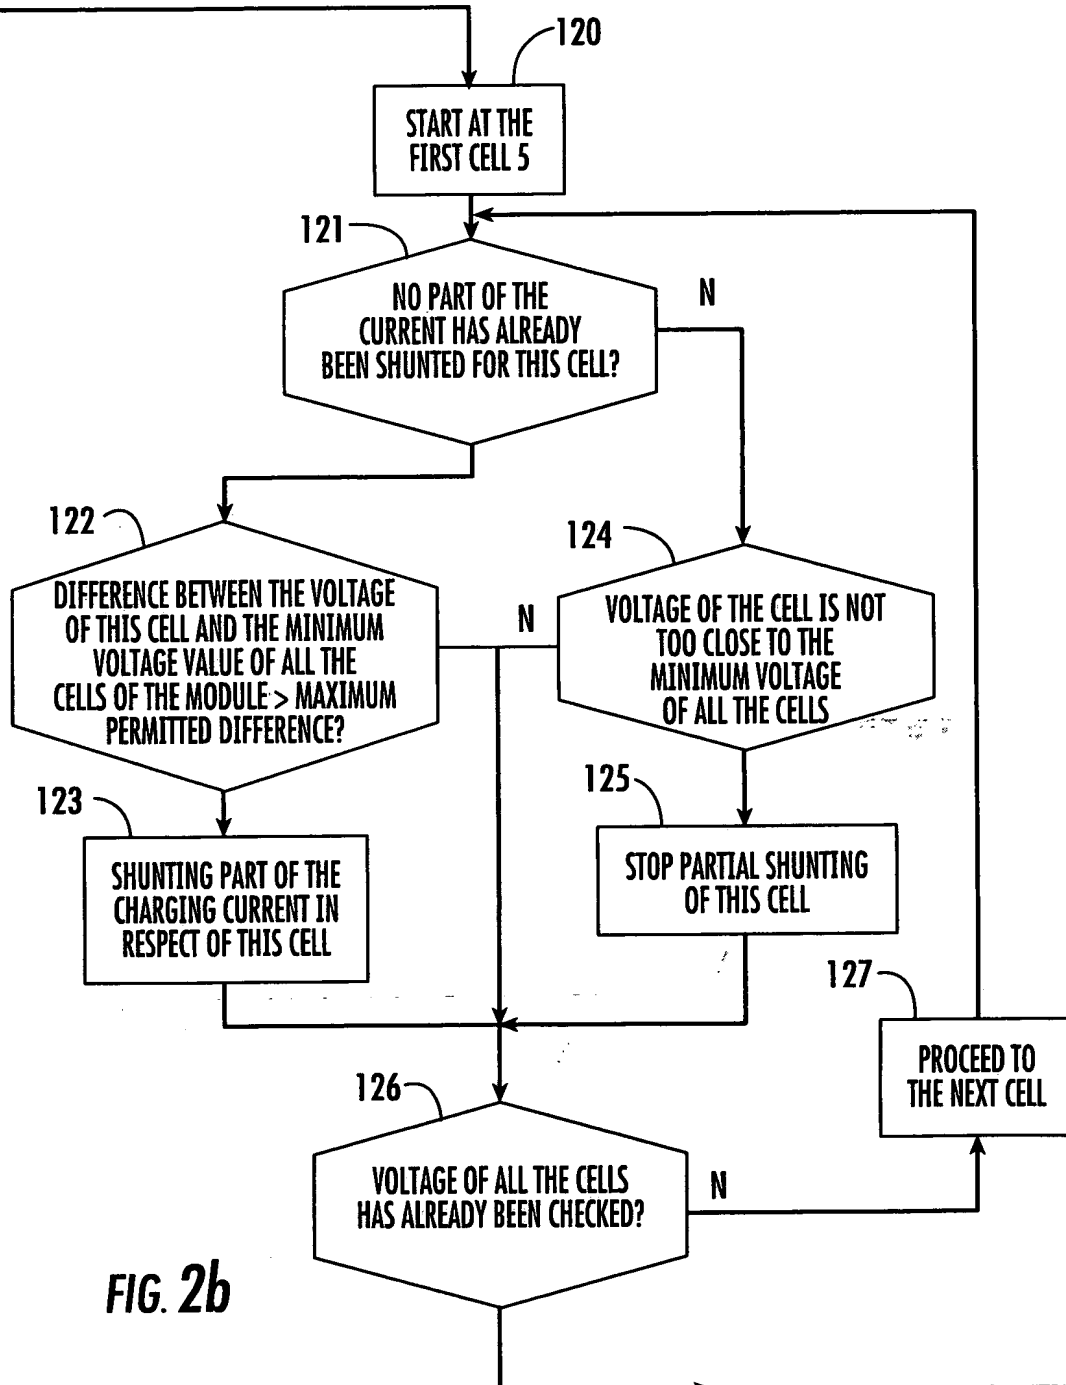 120
START AT THE
FIRST CELL 5
121
NO PART OF THE
CURRENT HAS ALREADY
BEEN SHUNTED FOR THIS CELL?
N
122
DIFFERENCE BETWEEN THE VOLTAGE
OF THIS CELL AND THE MINIMUM
VOLTAGE VALUE OF ALL THE
CELLS OF THE MODULE > MAXIMUM
PERMITTED DIFFERENCE?
N
124
VOLTAGE OF THE CELL IS NOT
TOO CLOSE TO THE
MINIMUM VOLTAGE
OF ALL THE CELLS
123
SHUNTING PART OF THE
CHARGING CURRENT IN
RESPECT OF THIS CELL
125
STOP PARTIAL SHUNTING
OF THIS CELL
127
PROCEED TO
THE NEXT CELL
126
VOLTAGE OF ALL THE CELLS
HAS ALREADY BEEN CHECKED?
N
FIG. 2b